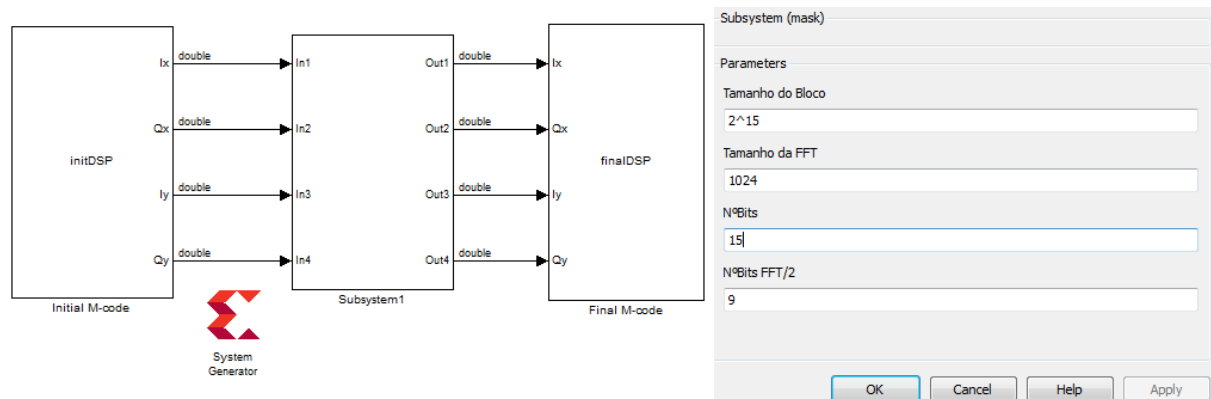 Ix
double
In1
Out1
double
Ix
Qx
double
In2
Out2
double
Qx
initDSP
finalDSP
Iy
double
In3
Out3
double
Iy
Qy
double
In4
Out4
double
Qy
Initial M-code
Subsystem1
Final M-code
System
Generator
Subsystem (mask)
Parameters
Tamanho do Bloco
2^15
Tamanho da FFT
1024
NºBits
15
NºBits FFT/2
9
OK
Cancel
Help
Apply